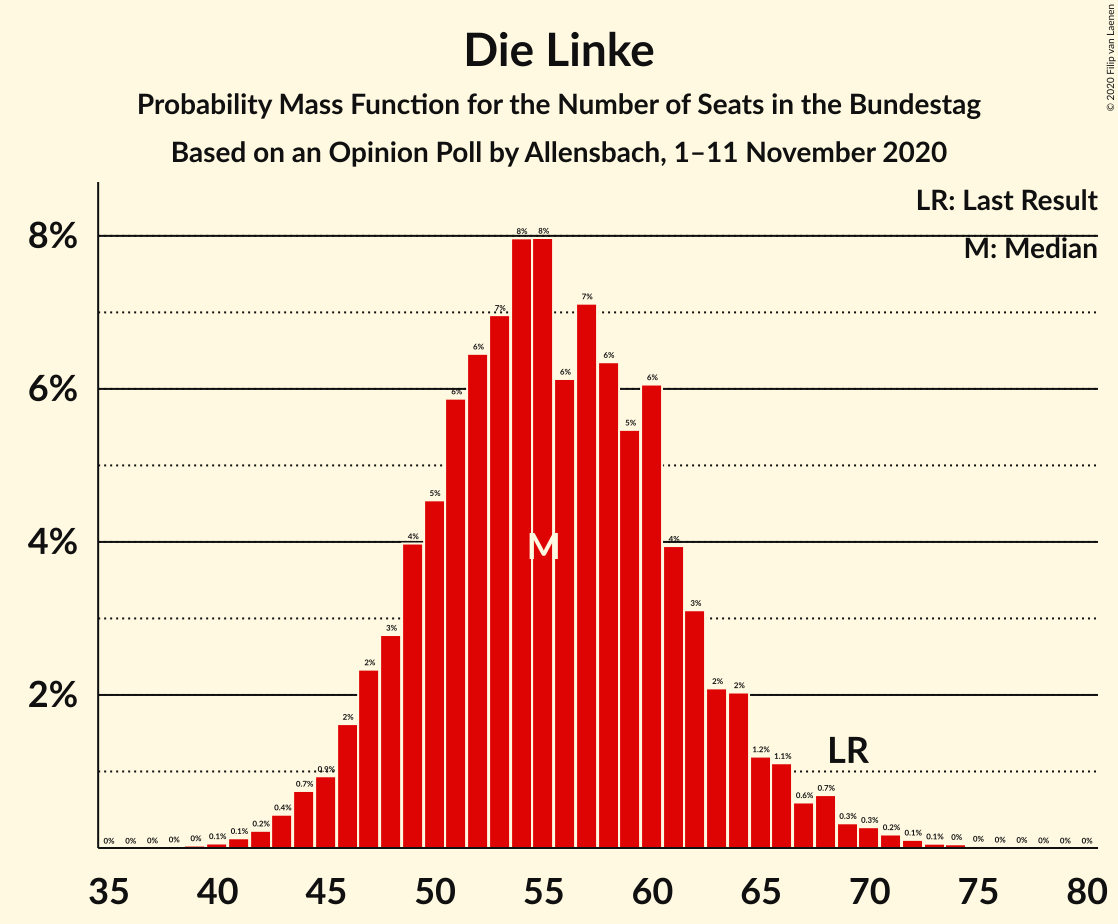 Die Linke
Probability Mass Function for the Number of Seats in the Bundestag
Based on an Opinion Poll by Allensbach, 1–11 November 2020
© 2020 Filip van Laenen
LR: Last Result
M: Median
8%
6%
4%
2%
0% 0% 0% 0% 0% 0.1% 0.1% 0.2% 0.4% 0.7% 0.9% 2% 2% 3% 4% 5% 6% 6% 7% 8% 8% 6% 7% 6% 5% 6% 4% 3% 2% 2% 1.2% 1.1% 0.6% 0.7% 0.3% 0.3% 0.2% 0.1% 0.1% 0% 0% 0% 0% 0% 0% 0%
M
LR
35 40 45 50 55 60 65 70 75 80